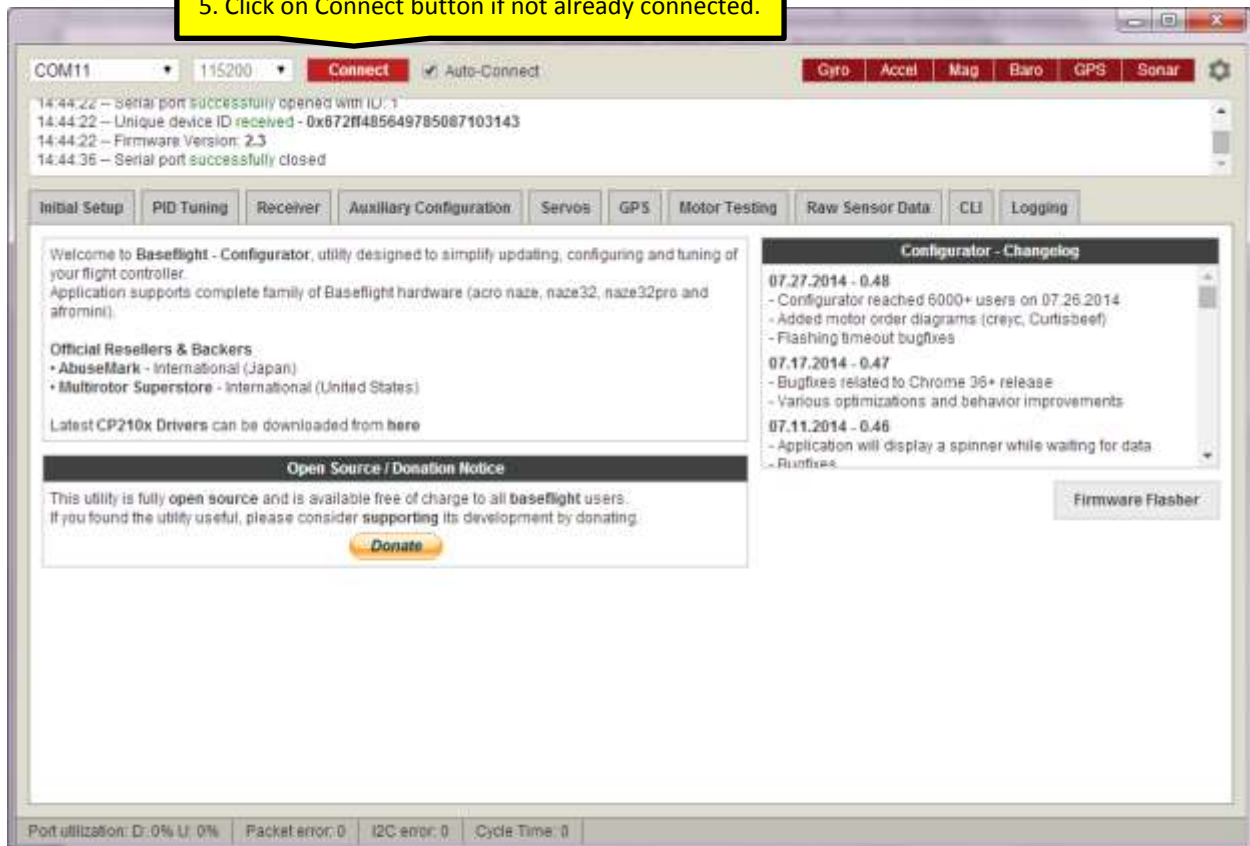 5. Click on Connect button if not already connected.
COM11 115200 Connect Auto-Connect Gyro Accel Mag Baro GPS Sonar
14:44:22 -- Serial port successfully opened with ID: 1
14:44:22 -- Unique device ID received - 0x672ff485649785087103143
14:44:22 -- Firmware Version: 2.3
14:44:36 -- Serial port successfully closed
Initial Setup PID Tuning Receiver Auxiliary Configuration Servos GPS Motor Testing Raw Sensor Data CLI Logging
Welcome to Baseflight - Configurator, utility designed to simplify updating, configuring and tuning of
your flight controller.
Application supports complete family of Baseflight hardware (acro naze, naze32, naze32pro and
afromini).
Official Resellers & Backers
• AbuseMark - International (Japan)
• Multirotor Superstore - International (United States)
Latest CP210x Drivers can be downloaded from here
Open Source / Donation Notice
This utility is fully open source and is available free of charge to all baseflight users.
If you found the utility useful, please consider supporting its development by donating.
Donate
Configurator - Changelog
07.27.2014 - 0.48
- Configurator reached 6000+ users on 07.26.2014
- Added motor order diagrams (creyc, Curtisbeef)
- Flashing timeout bugfixes
07.17.2014 - 0.47
- Bugfixes related to Chrome 36+ release
- Various optimizations and behavior improvements
07.11.2014 - 0.46
- Application will display a spinner while waiting for data
- Bugfixes
Firmware Flasher
Port utilization: D: 0% U: 0% Packet error: 0 I2C error: 0 Cycle Time: 0